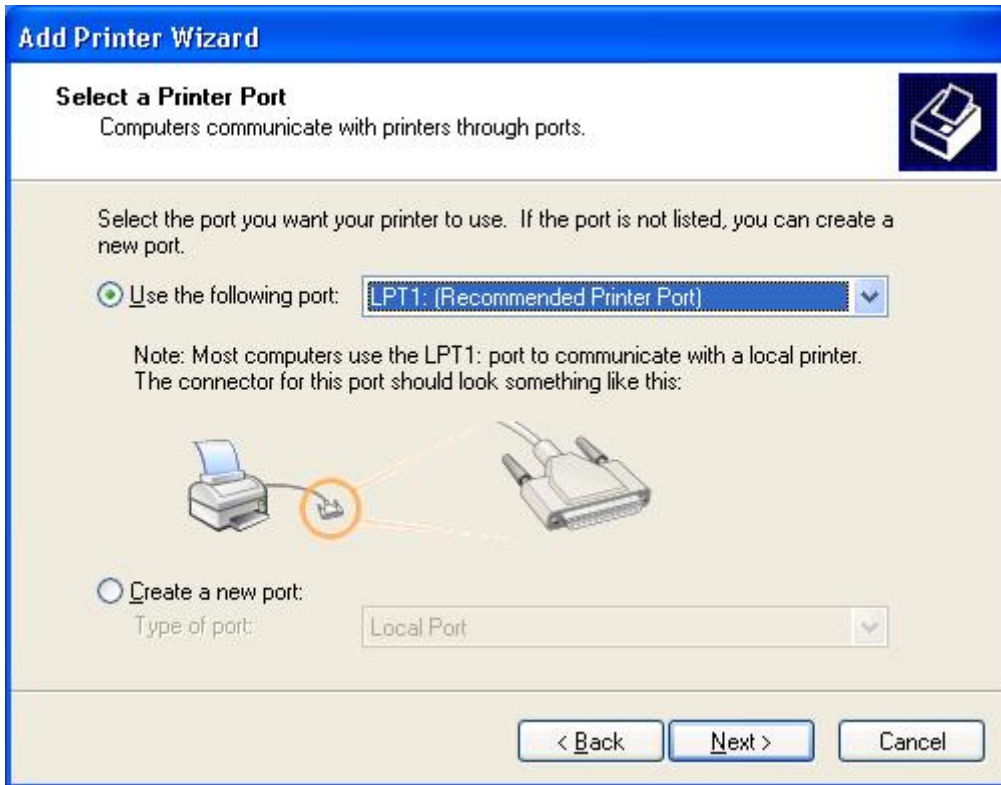 Add Printer Wizard
Select a Printer Port
Computers communicate with printers through ports.
Select the port you want your printer to use.  If the port is not listed, you can create a
new port.
Use the following port: LPT1: (Recommended Printer Port)
Note: Most computers use the LPT1: port to communicate with a local printer.
The connector for this port should look something like this:
Create a new port:
Type of port: Local Port
< Back Next > Cancel